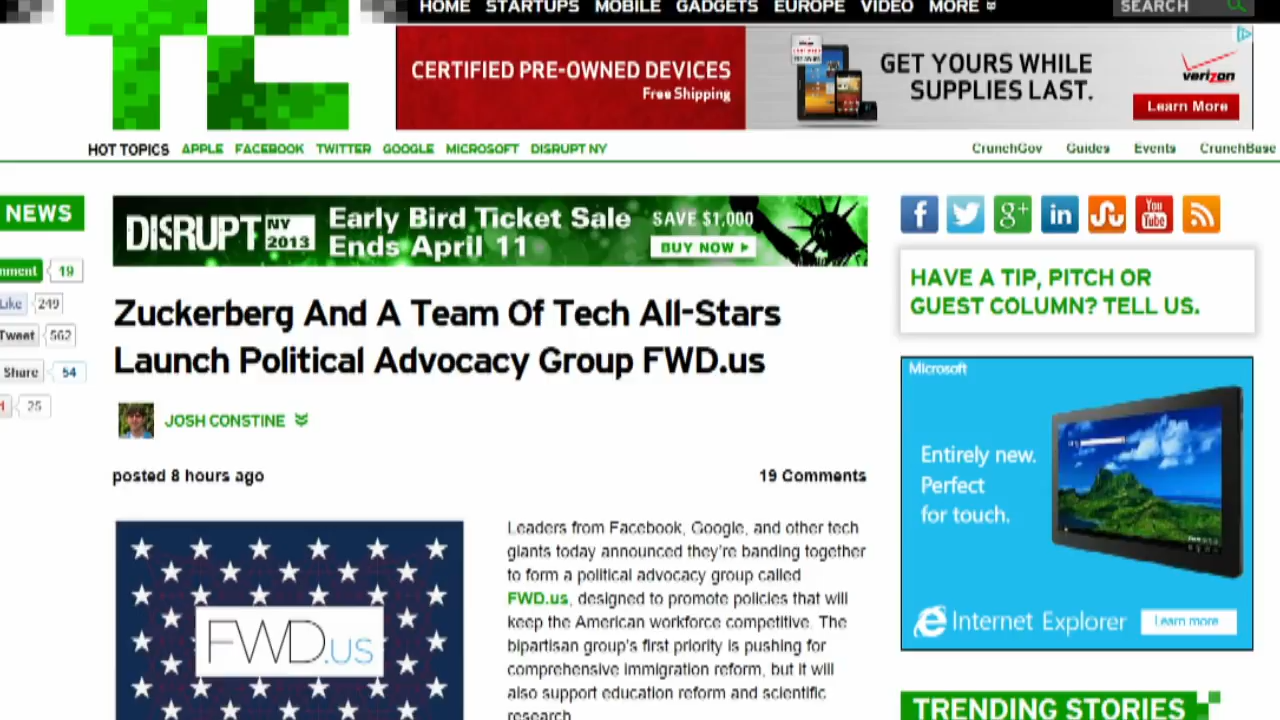 HOME STARTUPS MOBILE GADGETS EUROPE VIDEO MORE
SEARCH
TC
CERTIFIED PRE-OWNED DEVICES
Free Shipping
GET YOURS WHILE
SUPPLIES LAST.
verizon
Learn More
HOT TOPICS APPLE FACEBOOK TWITTER GOOGLE MICROSOFT DISRUPT NY
CrunchGov Guides Events CrunchBase
NEWS
DISRUPT NY 2013
Early Bird Ticket Sale
Ends April 11
SAVE $1,000
BUY NOW
mment 19
Like 249
Tweet 562
Share 54
25
f g+ in You Tube
HAVE A TIP, PITCH OR
GUEST COLUMN? TELL US.
Zuckerberg And A Team Of Tech All-Stars
Launch Political Advocacy Group FWD.us
JOSH CONSTINE
posted 8 hours ago
19 Comments
FWD.us
Leaders from Facebook, Google, and other tech
giants today announced they're banding together
to form a political advocacy group called
FWD.us, designed to promote policies that will
keep the American workforce competitive. The
bipartisan group's first priority is pushing for
comprehensive immigration reform, but it will
also support education reform and scientific
research
Microsoft
Entirely new.
Perfect
for touch.
Internet Explorer
Learn more
TRENDING STORIES